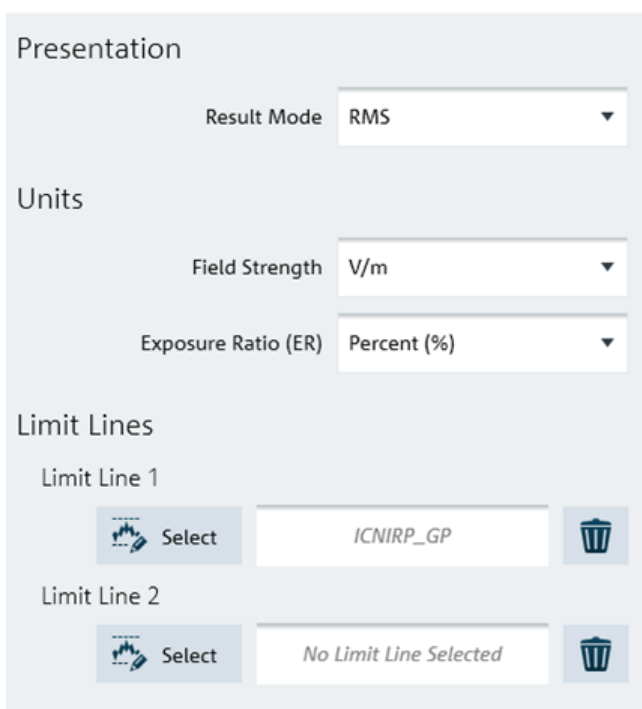 Presentation
Result Mode RMS
Units
Field Strength V/m
Exposure Ratio (ER) Percent (%)
Limit Lines
Limit Line 1
Select ICNIRP_GP
Limit Line 2
Select No Limit Line Selected